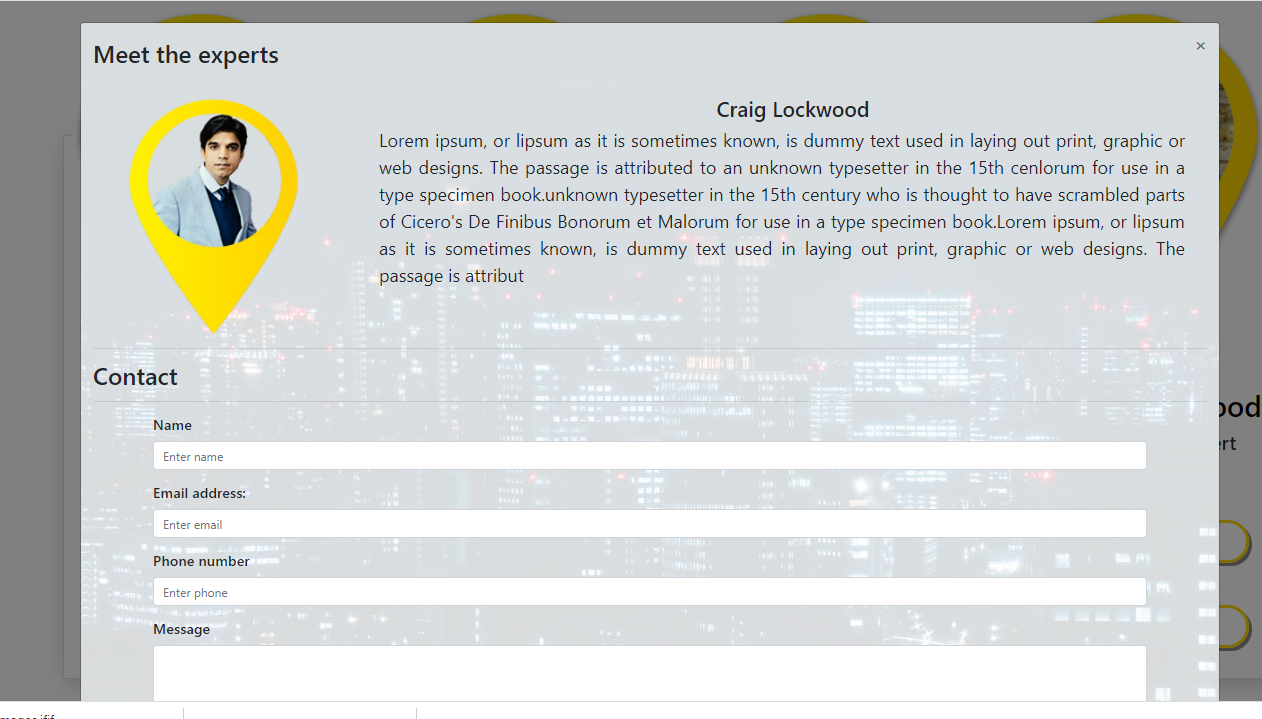 Meet the experts
×
Craig Lockwood
Lorem ipsum, or lipsum as it is sometimes known, is dummy text used in laying out print, graphic or
web designs. The passage is attributed to an unknown typesetter in the 15th cenlorum for use in a
type specimen book.unknown typesetter in the 15th century who is thought to have scrambled parts
of Cicero's De Finibus Bonorum et Malorum for use in a type specimen book.Lorem ipsum, or lipsum
as it is sometimes known, is dummy text used in laying out print, graphic or web designs. The
passage is attribut
Contact
ood
ert
Name
Enter name
Email address:
Enter email
Phone number
Enter phone
Message